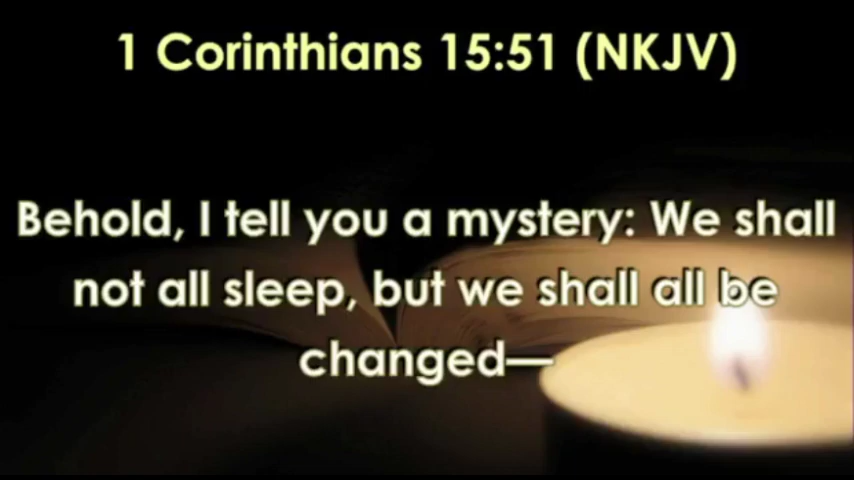 1 Corinthians 15:51 (NKJV)
Behold, I tell you a mystery: We shall
not all sleep, but we shall all be
changed—